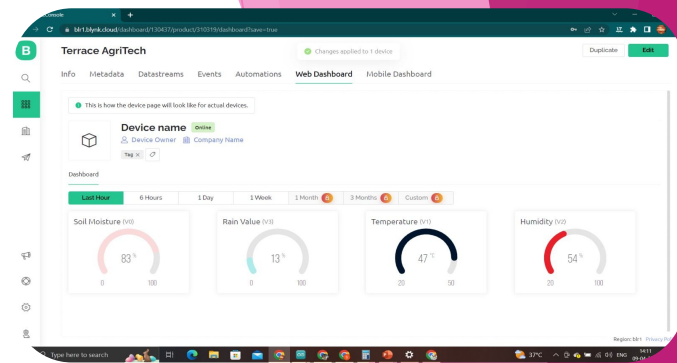 .console
blr1.blynk.cloud/dashboard/130437/product/310319/dashboard?save=true
B
Terrace AgriTech
Changes applied to 1 device
Duplicate
Edit
Info Metadata Datastreams Events Automations Web Dashboard Mobile Dashboard
This is how the device page will look like for actual devices.
Device name Online
Device Owner Company Name
Tag ×
Dashboard
Last Hour 6 Hours 1 Day 1 Week 1 Month 3 Months Custom
Soil Moisture (V0) Rain Value (V3) Temperature (V1) Humidity (V2)
83 % 13 % 47 °C 54 %
0 100 0 100 20 50 20 100
Region: blr1 Privacy
Type here to search
37°C ENG 14:11